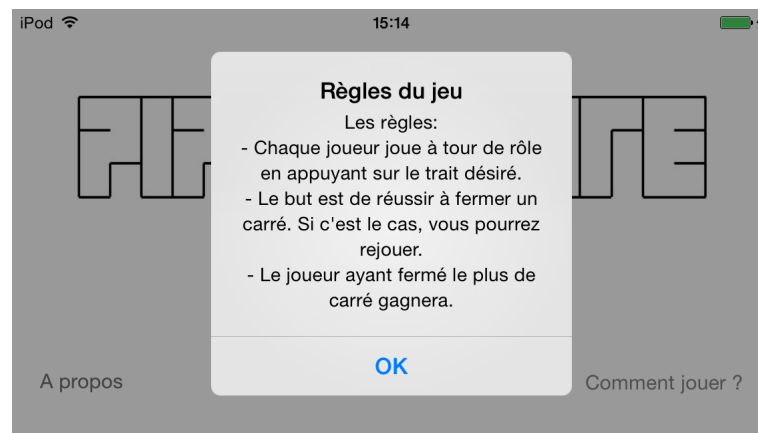 iPod
15:14
Règles du jeu
Les règles:
- Chaque joueur joue à tour de rôle
en appuyant sur le trait désiré.
- Le but est de réussir à fermer un
carré. Si c'est le cas, vous pourrez
rejouer.
- Le joueur ayant fermé le plus de
carré gagnera.
OK
A propos
Comment jouer ?